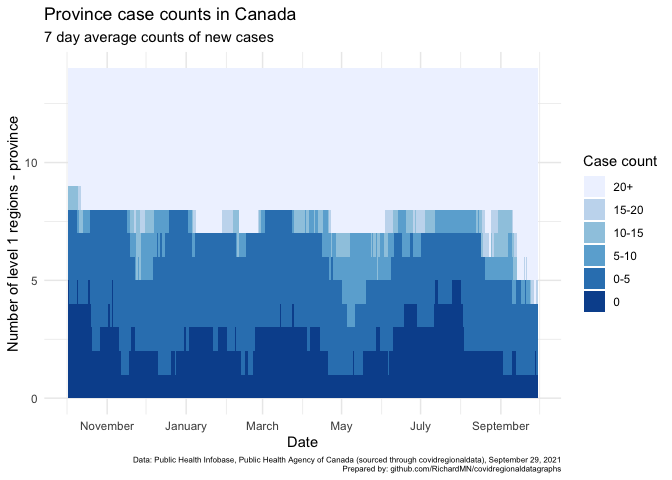 Province case counts in Canada
7 day average counts of new cases
Number of level 1 regions - province
10
5
0
November January March May July September
Date
Case count
20+
15-20
10-15
5-10
0-5
0
Data: Public Health Infobase, Public Health Agency of Canada (sourced through covidregionaldata), September 29, 2021
Prepared by: github.com/RichardMN/covidregionaldatagraphs